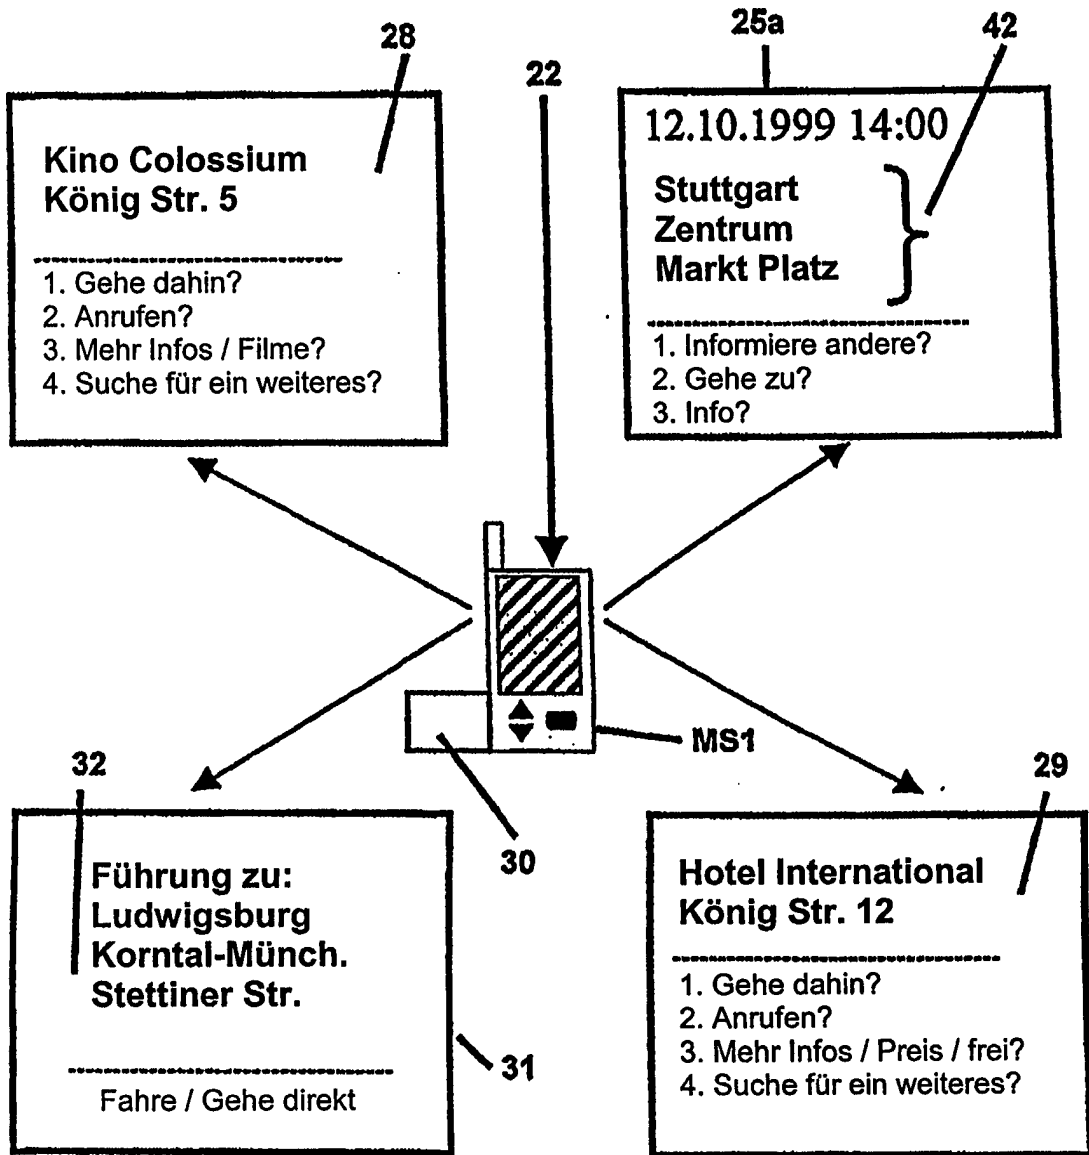 28
Kino Colossium
König Str. 5
1. Gehe dahin?
2. Anrufen?
3. Mehr Infos / Filme?
4. Suche für ein weiteres?
22
25a
42
12.10.1999 14:00
Stuttgart
Zentrum
Markt Platz
1. Informiere andere?
2. Gehe zu?
3. Info?
MS1
30
32
Führung zu:
Ludwigsburg
Korntal-Münch.
Stettiner Str.
Fahre / Gehe direkt
31
29
Hotel International
König Str. 12
1. Gehe dahin?
2. Anrufen?
3. Mehr Infos / Preis / frei?
4. Suche für ein weiteres?